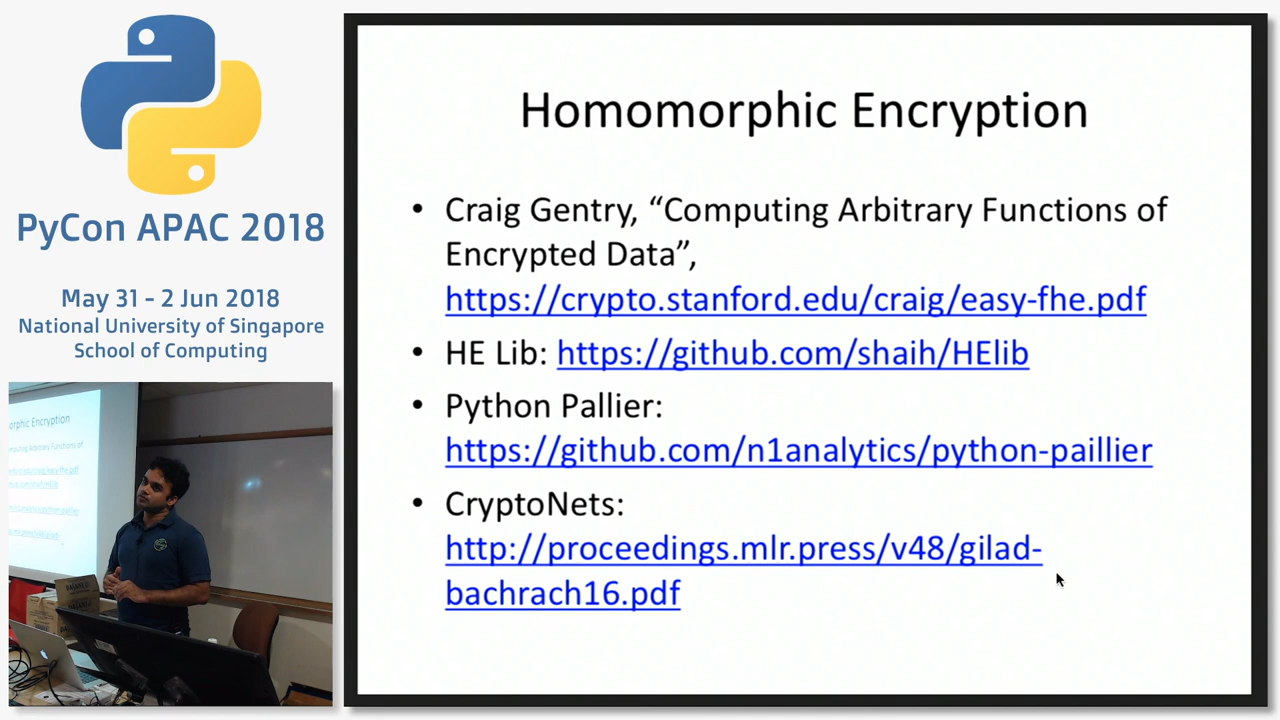 PyCon APAC 2018
May 31 - 2 Jun 2018
National University of Singapore
School of Computing
Homomorphic Encryption
• Craig Gentry, “Computing Arbitrary Functions of
Encrypted Data”,
https://crypto.stanford.edu/craig/easy-fhe.pdf
• HE Lib: https://github.com/shaih/HElib
• Python Pallier:
https://github.com/n1analytics/python-paillier
• CryptoNets:
http://proceedings.mlr.press/v48/gilad-
bachrach16.pdf
orphic Encryption